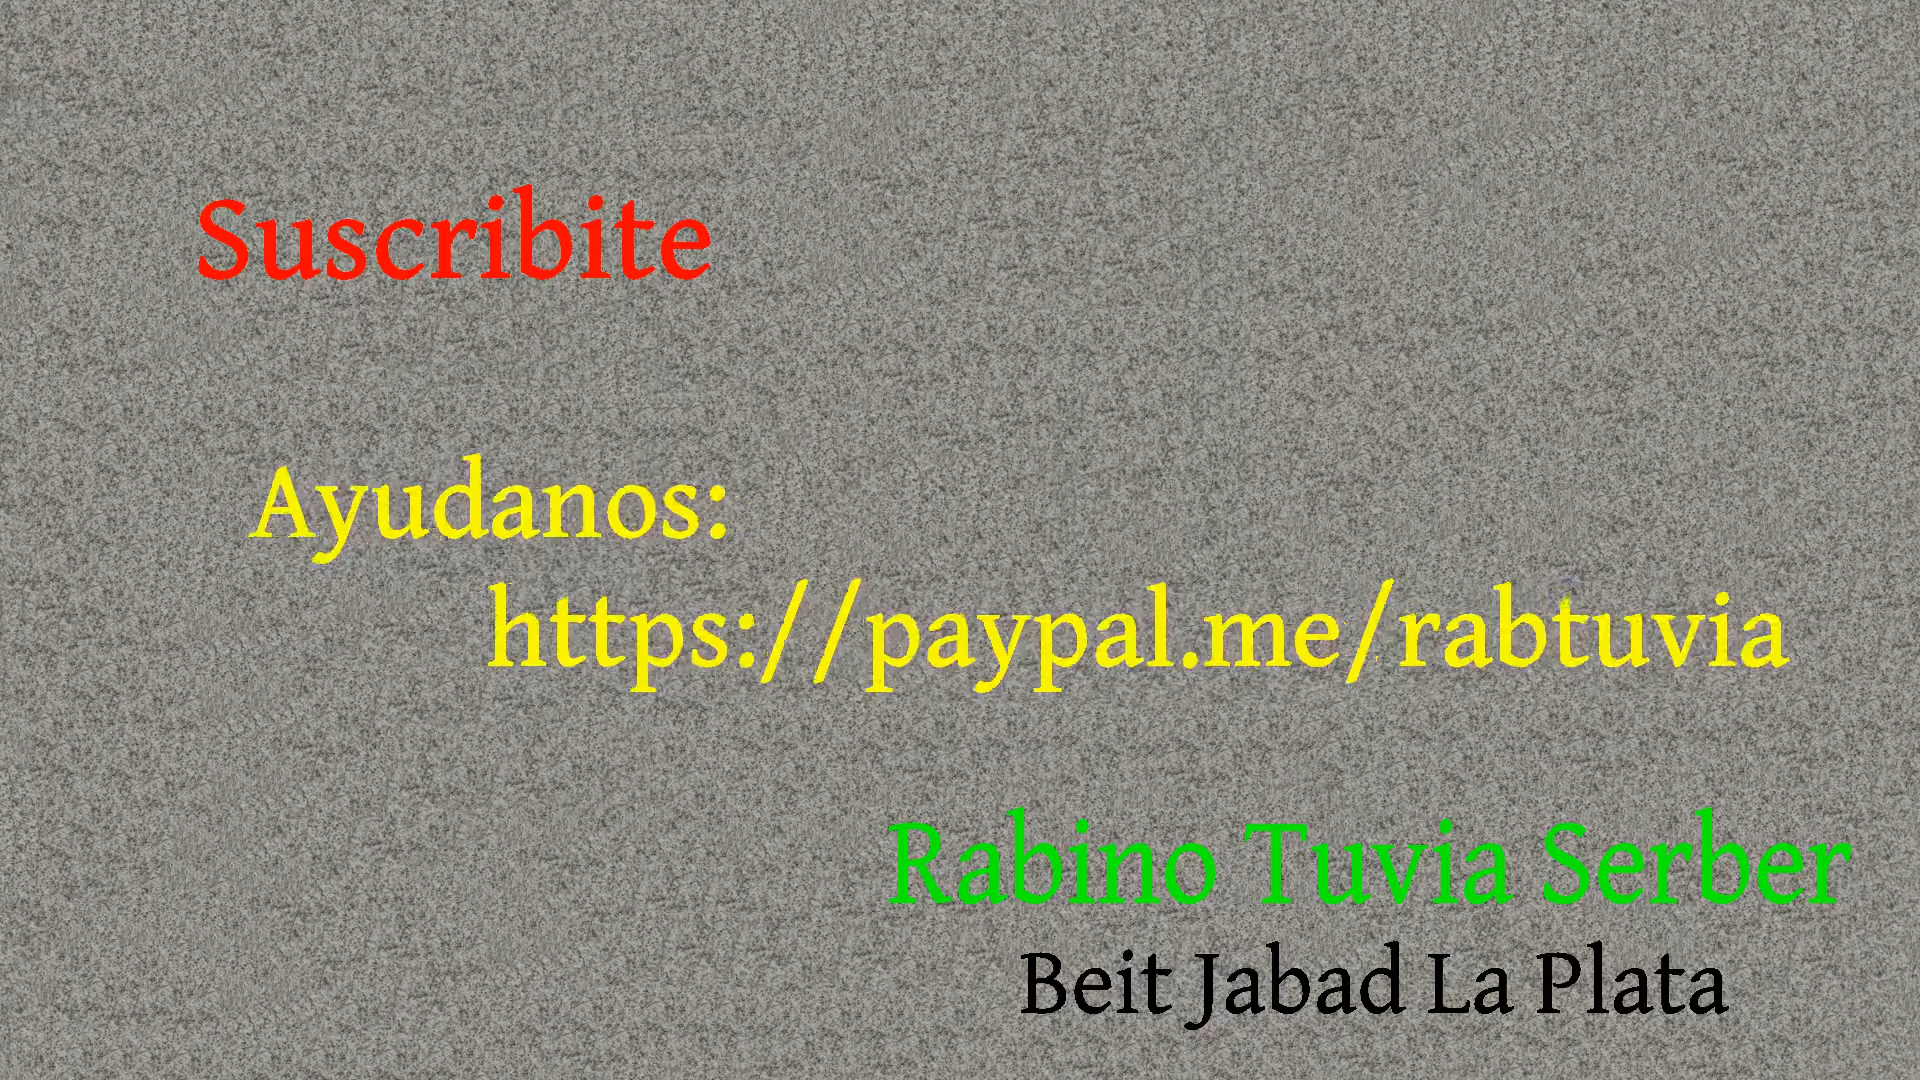 Suscribite
Ayudanos:
https://paypal.me/rabtuvia
Rabino Tuvia Serber
Beit Jabad La Plata